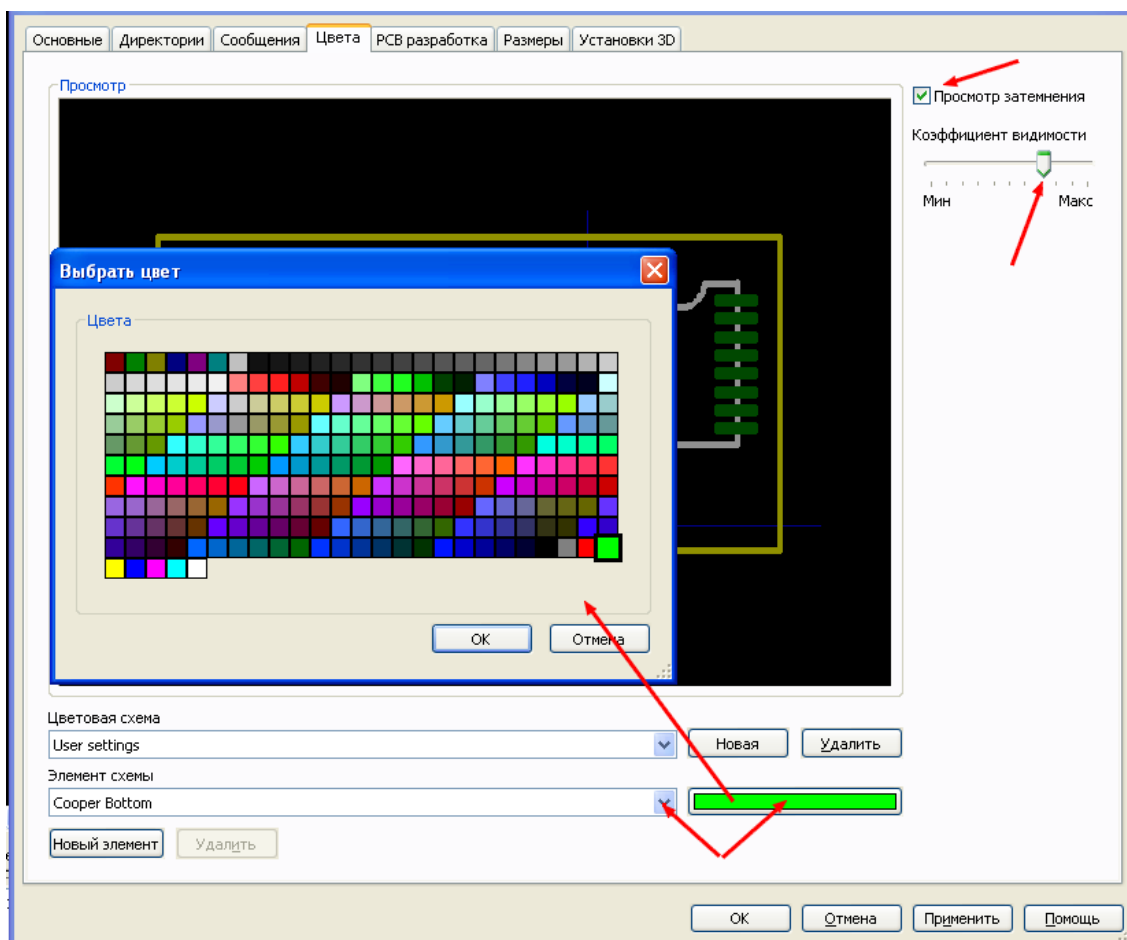 Основные Директории Сообщения Цвета PCB разработка Размеры Установки 3D
Просмотр
Просмотр затемнения
Коэффициент видимости
Мин Макс
Выбрать цвет
Цвета
OK Отмена
Цветовая схема
User settings Новая Удалить
Элемент схемы
Cooper Bottom
Новый элемент Удалить
OK Отмена Применить Помощь